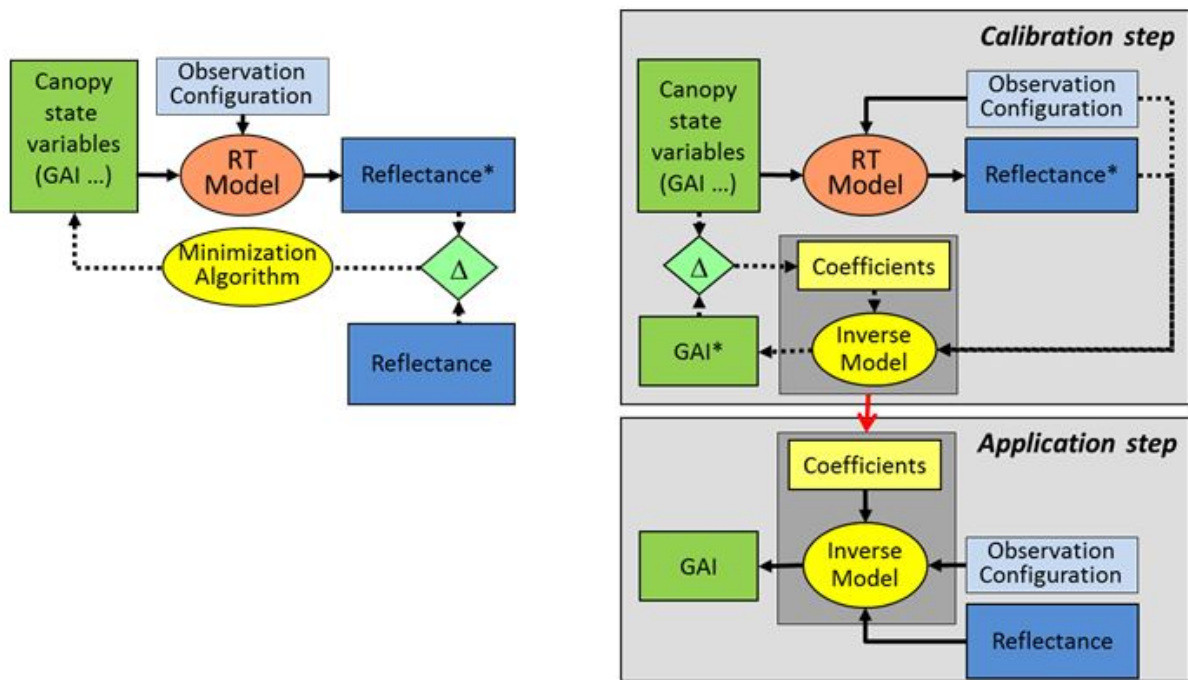 Canopy
state
variables
(GAI ...)
Observation
Configuration
RT
Model
Reflectance*
Minimization
Algorithm
Δ
Reflectance
Calibration step
Canopy
state
variables
(GAI ...)
Observation
Configuration
RT
Model
Reflectance*
Δ
Coefficients
GAI*
Inverse
Model
Application step
Coefficients
GAI
Inverse
Model
Observation
Configuration
Reflectance